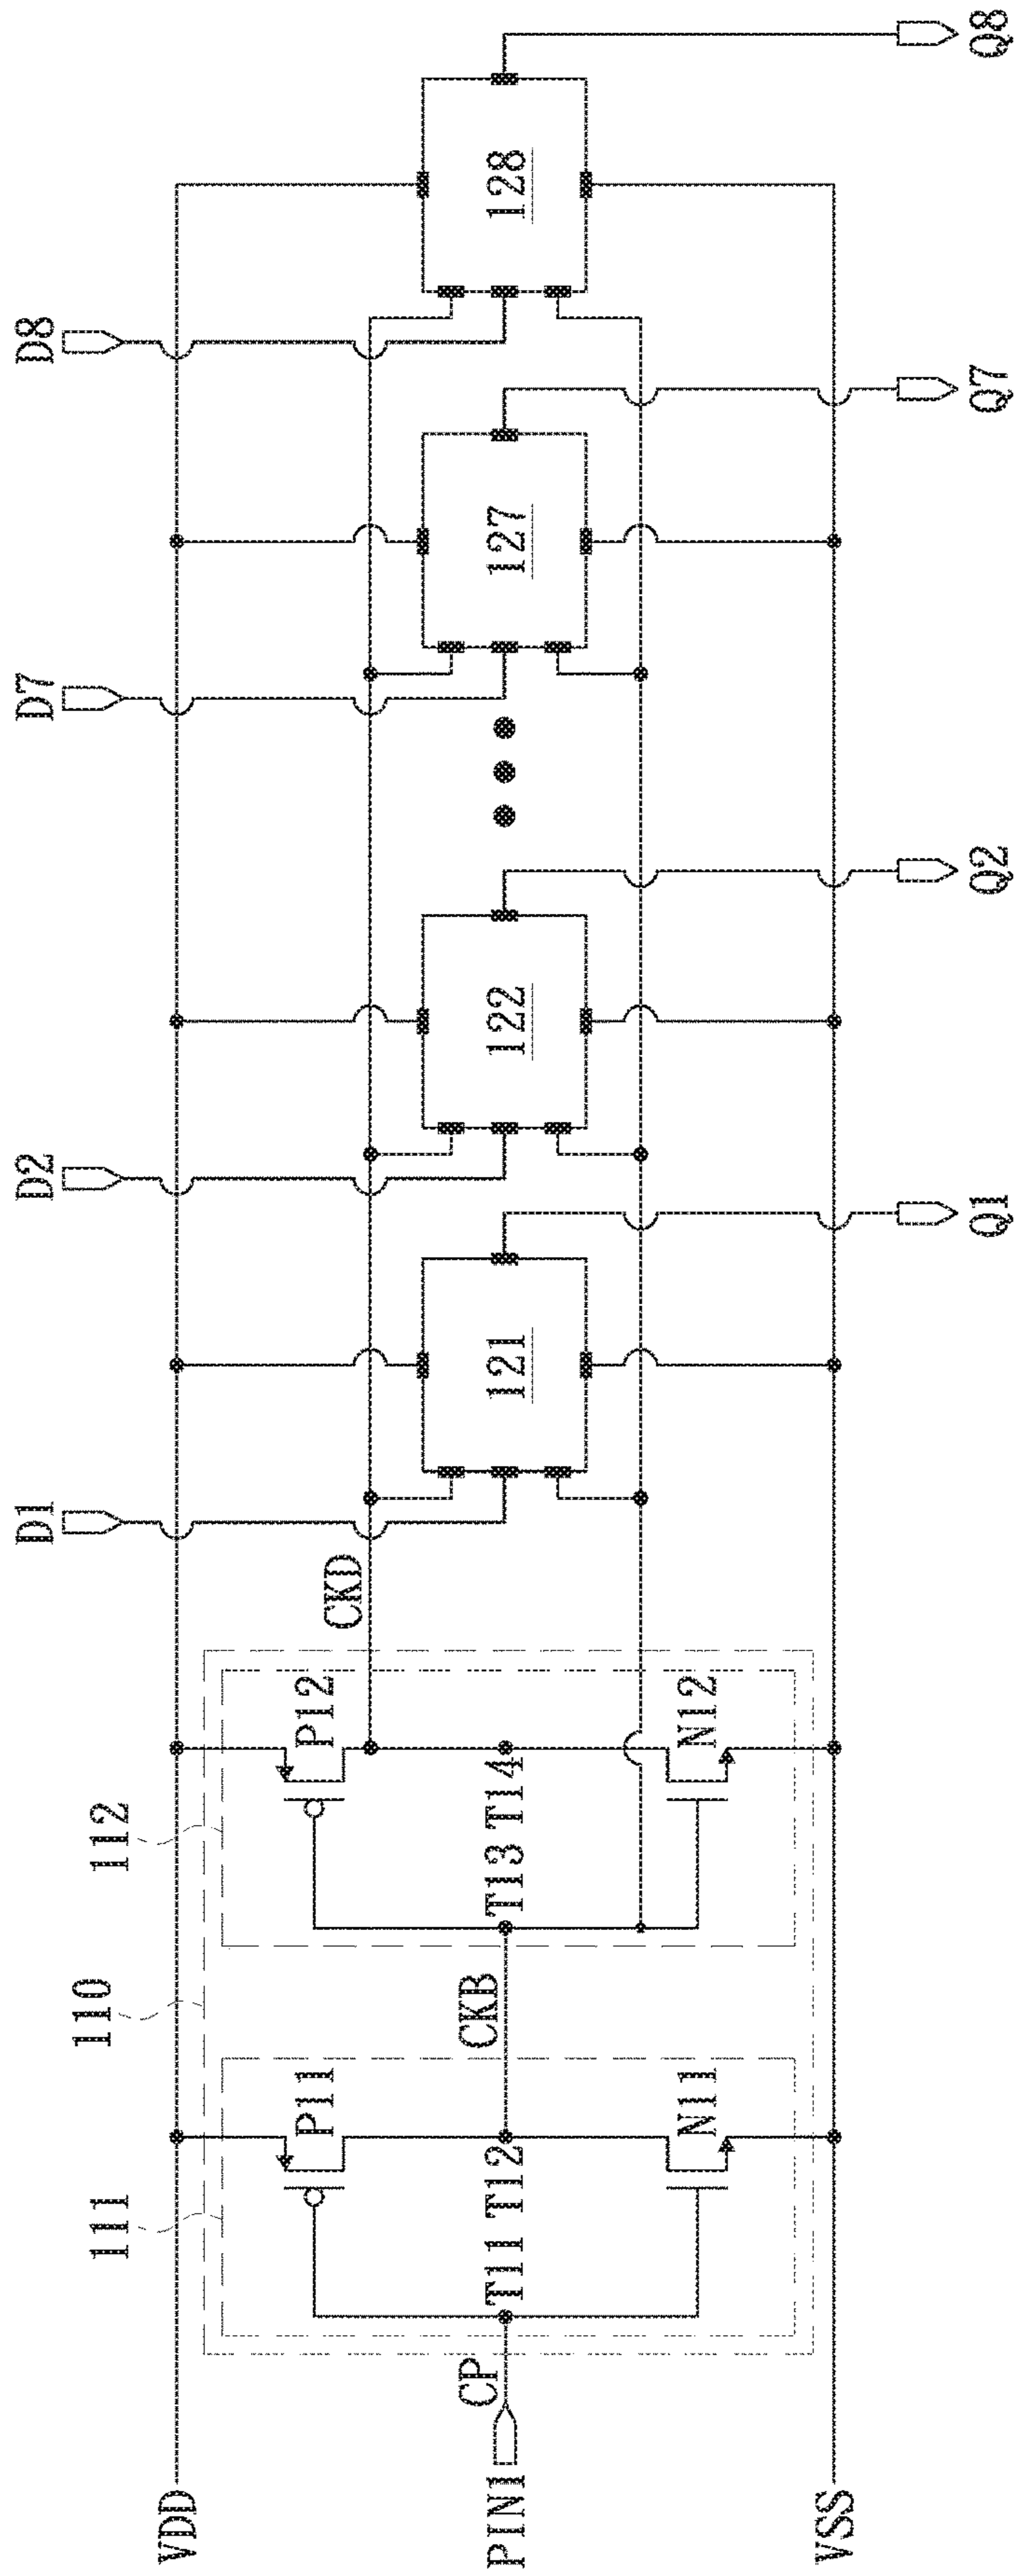 D1
D2
D7
D8
VDD
112
110
111
P11
P12
CKD
CKB
CP
PIN1
T11 T12
T13 T14
121
122
127
128
N11
N12
VSS
Q1
Q2
Q7
Q8